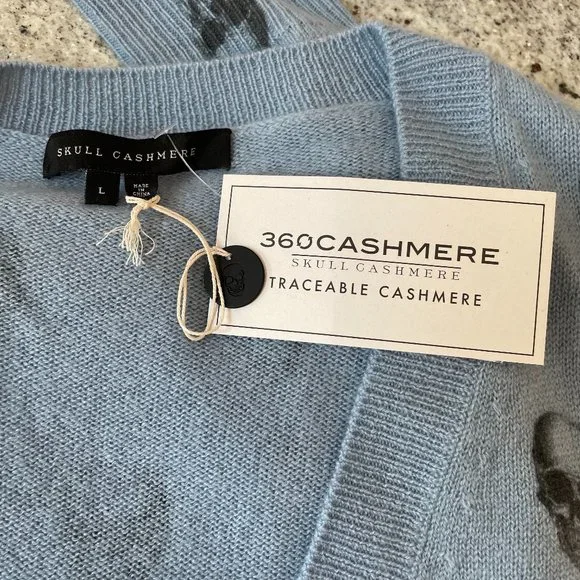 SKULL CASHMERE
L
MADE
IN
CHINA
360CASHMERE
SKULL CASHMERE
TRACEABLE CASHMERE